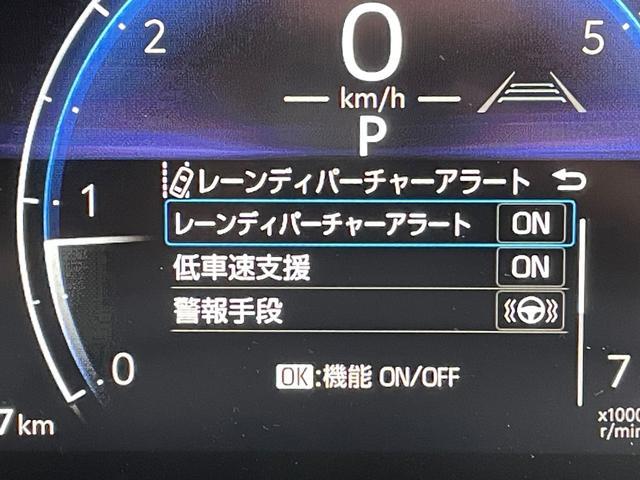 0
2
5
km/h
P
レーンディパーチャーアラート
1
レーンディパーチャーアラート ON
低車速支援 ON
警報手段
0
OK:機能 ON/OFF
7
7 km
x1000
r/min